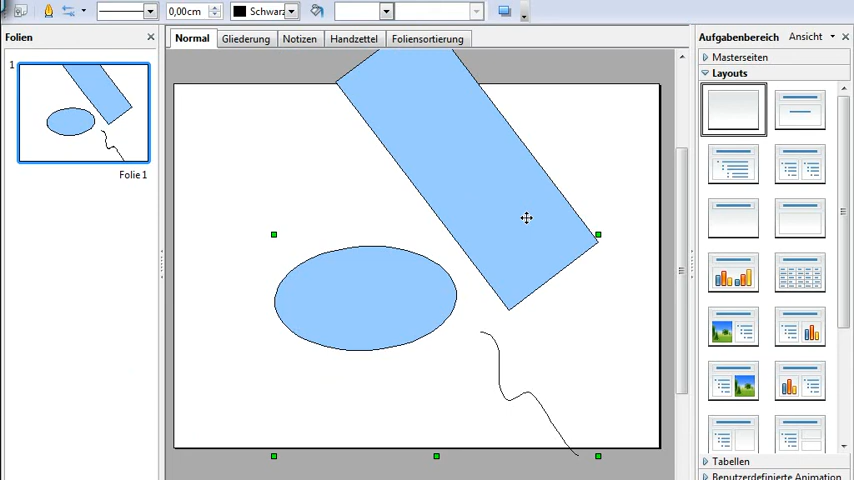 0,00cm
Schwarz
Folien
Normal
Gliederung
Notizen
Handzettel
Foliensortierung
Aufgabenbereich
Ansicht
Masterseiten
Layouts
1
Folie 1
Tabellen
Benutzerdefinierte Animation